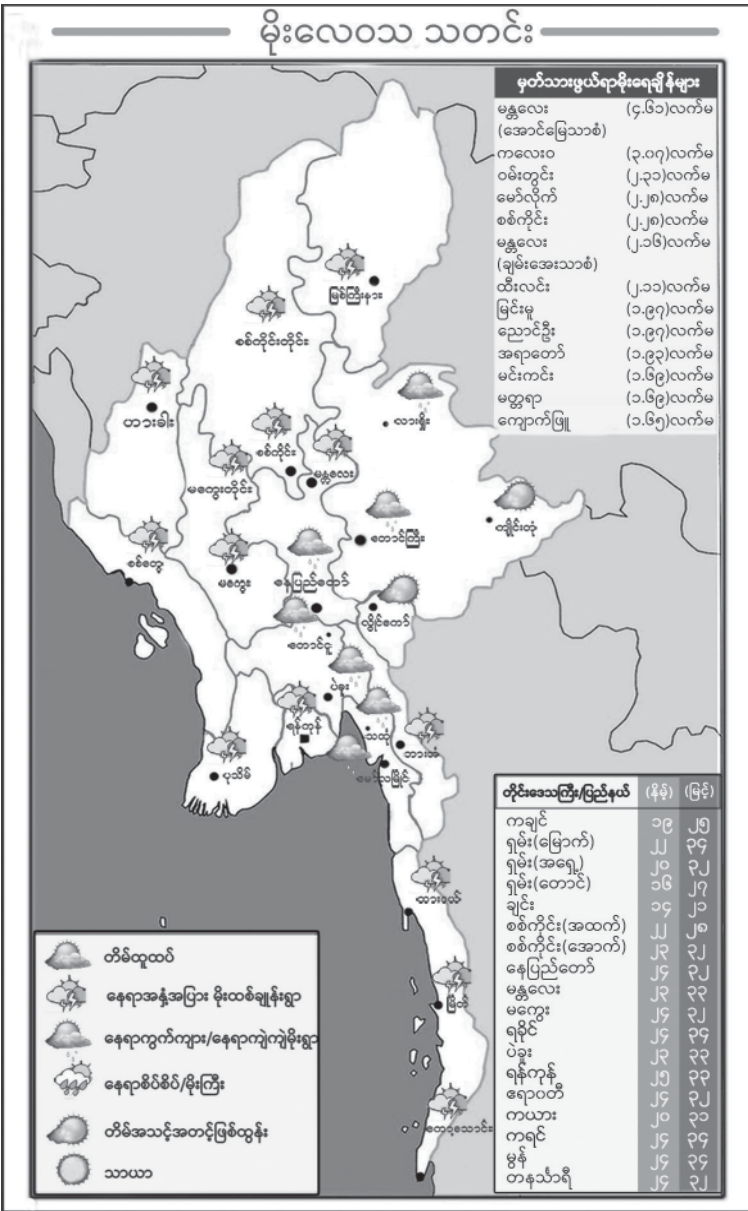 မိုးလေဝသ သတင်း
မှတ်သားဖွယ်ရာမိုးရေချိန်များ
မန္တလေး (၄.၆၁)လက်မ
(အောင်မြေသာစံ)
ကလေးဝ (၃.၀၇)လက်မ
ဝမ်းတွင်း (၂.၃၁)လက်မ
မော်လိုက် (၂.၂၈)လက်မ
စစ်ကိုင်း (၂.၂၈)လက်မ
မန္တလေး (၂.၁၆)လက်မ
(ချမ်းအေးသာစံ)
ထီးလင်း (၂.၁၁)လက်မ
မြင်းမူ (၁.၉၇)လက်မ
ညောင်ဦး (၁.၉၇)လက်မ
အရာတော် (၁.၉၃)လက်မ
မင်းကင်း (၁.၆၉)လက်မ
မတ္တရာ (၁.၆၉)လက်မ
ကျောက်ဖြူ (၁.၆၅)လက်မ
မြစ်ကြီးနား
စစ်ကိုင်းတိုင်း
ဟားခါး
လားရှိုး
စစ်ကိုင်း
မန္တလေး
မကွေးတိုင်း
ကျိုင်းတုံ
တောင်ကြီး
စစ်တွေ
မကွေး
နေပြည်တော်
လွိုင်ကော်
တောင်ငူ
ပဲခူး
ရန်ကုန်
သထုံ
ဘားအံ
ပုသိမ်
မော်လမြိုင်
ထားဝယ်
မြိတ်
ကော့သောင်း
တိမ်ထူထပ်
နေရာအနှံ့အပြား မိုးထစ်ချုန်းရွာ
နေရာကွက်ကျား/နေရာကျဲကျဲမိုးရွာ
နေရာစိပ်စိပ်/မိုးကြီး
တိမ်အသင့်အတင့်ဖြစ်ထွန်း
သာယာ
တိုင်းဒေသကြီး/ပြည်နယ် (နိမ့်) (မြင့်)
ကချင် ၁၉ ၂၅
ရှမ်း(မြောက်) ၂၂ ၃၄
ရှမ်း(အရှေ့) ၂၀ ၃၂
ရှမ်း(တောင်) ၁၆ ၂၇
ချင်း ၁၄ ၂၁
စစ်ကိုင်း(အထက်) ၂၂ ၂၈
စစ်ကိုင်း(အောက်) ၂၃ ၃၂
နေပြည်တော် ၂၄ ၃၂
မန္တလေး ၂၃ ၃၃
မကွေး ၂၄ ၃၂
ရခိုင် ၂၄ ၃၄
ပဲခူး ၂၃ ၃၃
ရန်ကုန် ၂၅ ၃၃
ဧရာ၀တီ ၂၄ ၃၂
ကယား ၂၀ ၃၁
ကရင် ၂၄ ၃၄
မွန် ၂၄ ၃၄
တနင်္သာရီ ၂၄ ၃၂